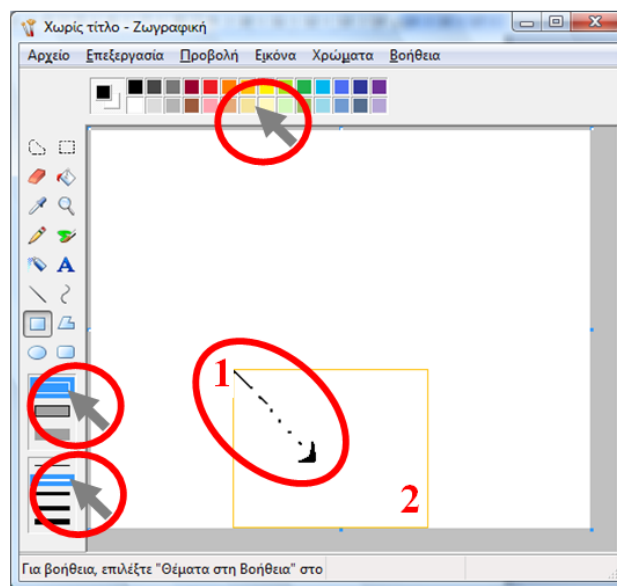 Χωρίς τίτλο - Ζωγραφική
Αρχείο Επεξεργασία Προβολή Εικόνα Χρώματα Βοήθεια
A
1
2
Για βοήθεια, επιλέξτε "Θέματα στη Βοήθεια" στο